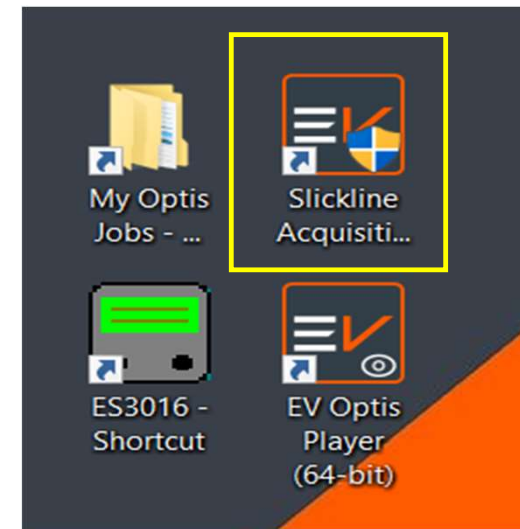 My Optis
Jobs - ...
Slickline
Acquisiti...
ES3016 -
Shortcut
EV Optis
Player
(64-bit)